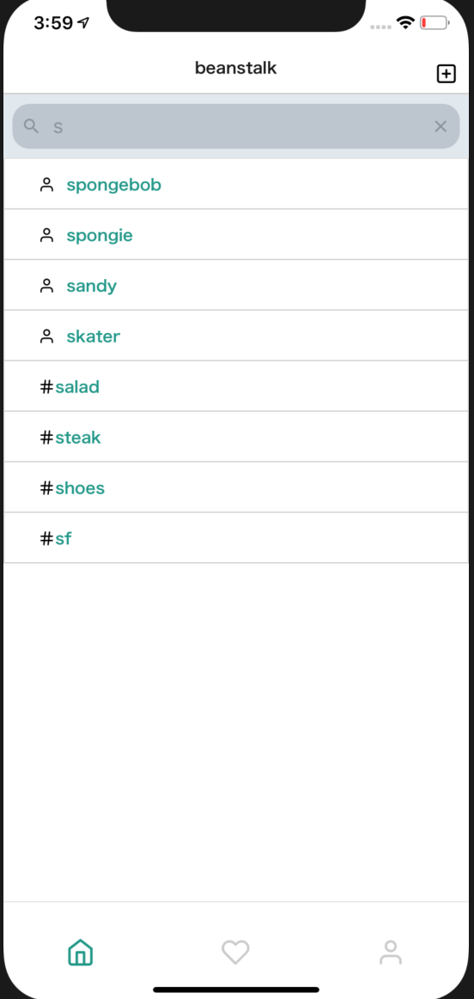 3:59
beanstalk
s
spongebob
spongie
sandy
skater
#salad
#steak
#shoes
#sf